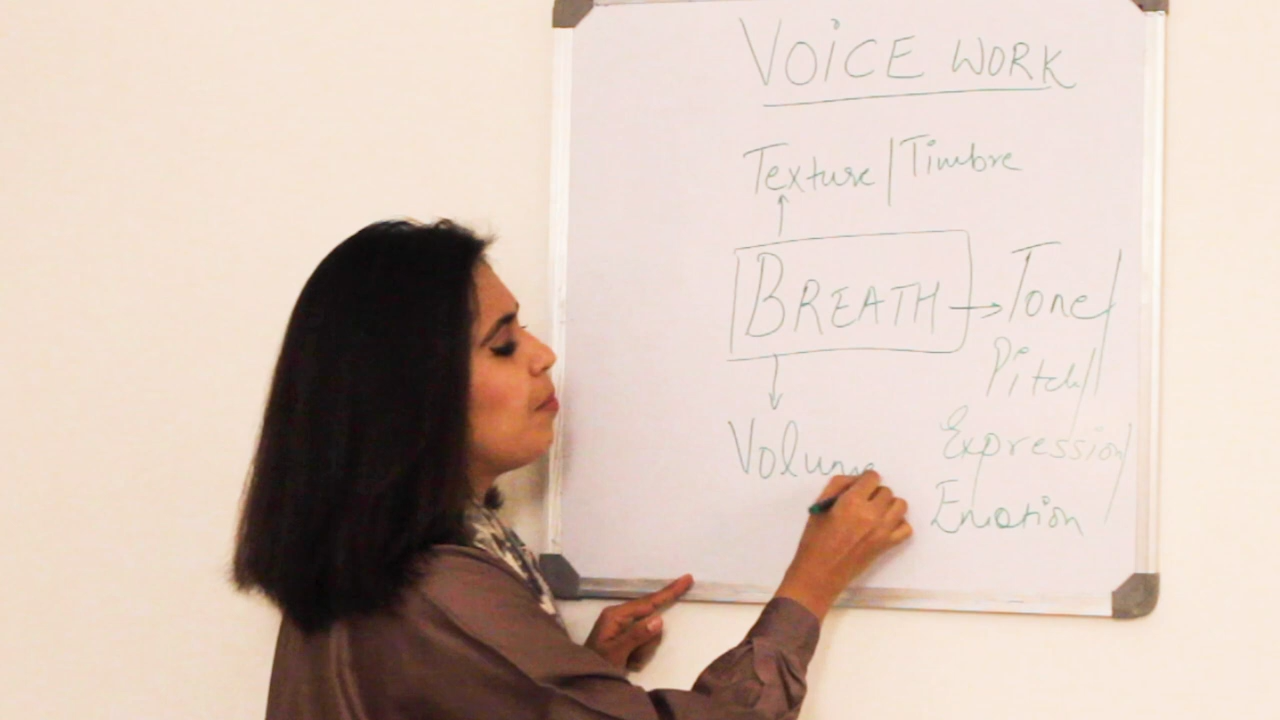 VOICE WORK
Texture/Timbre
BREATH → Tone/
Pitch/
Expression/
Volume
Emotion